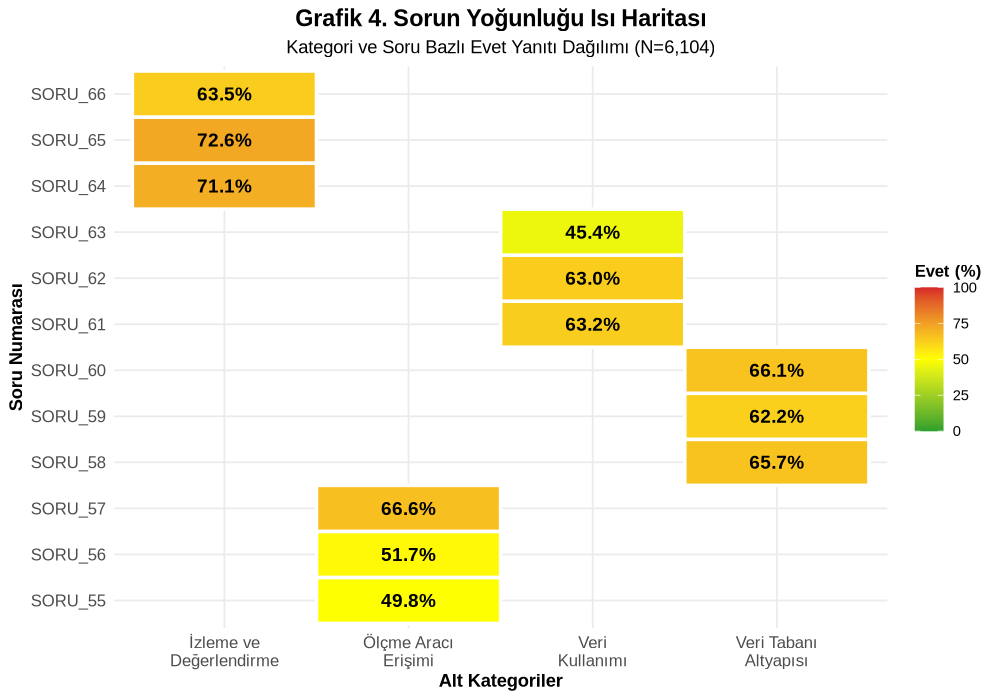 Grafik 4. Sorun Yoğunluğu Isı Haritası
Kategori ve Soru Bazlı Evet Yanıtı Dağılımı (N=6,104)
Soru Numarası
SORU_66
63.5%
SORU_65
72.6%
SORU_64
71.1%
SORU_63
45.4%
SORU_62
63.0%
SORU_61
63.2%
SORU_60
66.1%
SORU_59
62.2%
SORU_58
65.7%
SORU_57
66.6%
SORU_56
51.7%
SORU_55
49.8%
İzleme ve
Değerlendirme
Ölçme Aracı
Erişimi
Veri
Kullanımı
Veri Tabanı
Altyapısı
Alt Kategoriler
Evet (%)
100
75
50
25
0